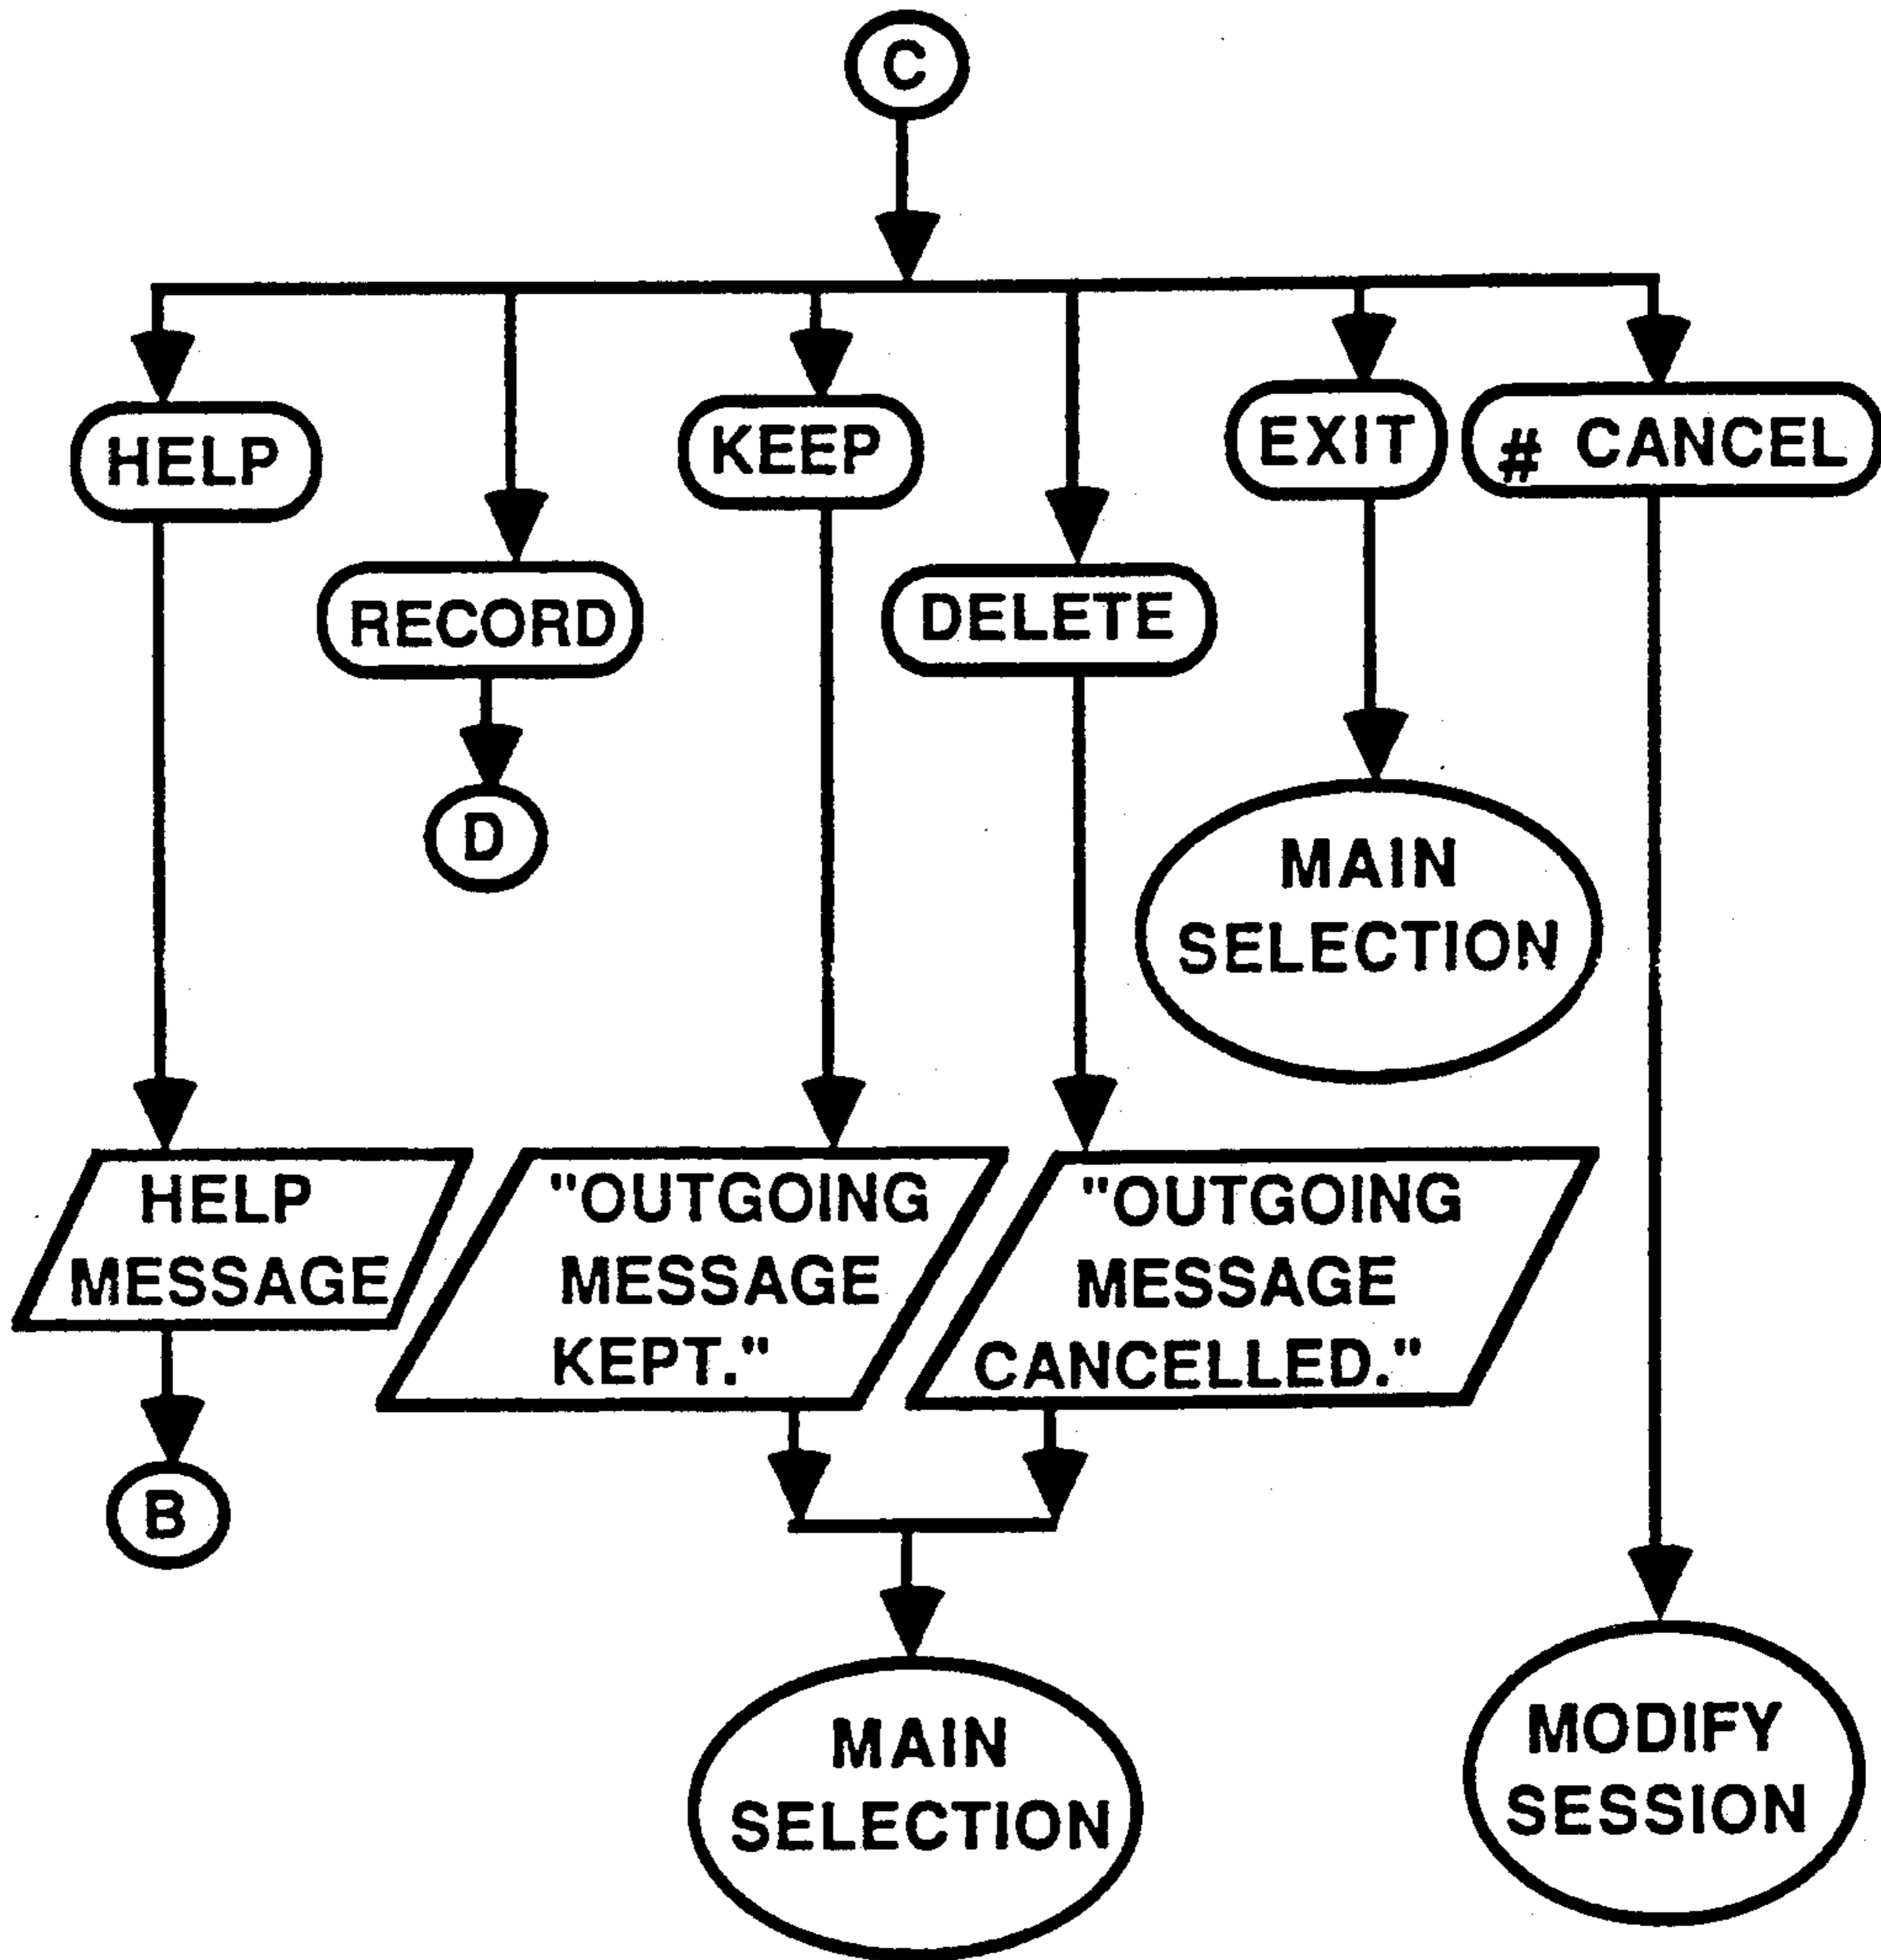 C
HELP
KEEP
EXIT
# CANCEL
RECORD
DELETE
D
MAIN
SELECTION
HELP
MESSAGE
"OUTGOING
MESSAGE
KEPT."
"OUTGOING
MESSAGE
CANCELLED."
B
MAIN
SELECTION
MODIFY
SESSION